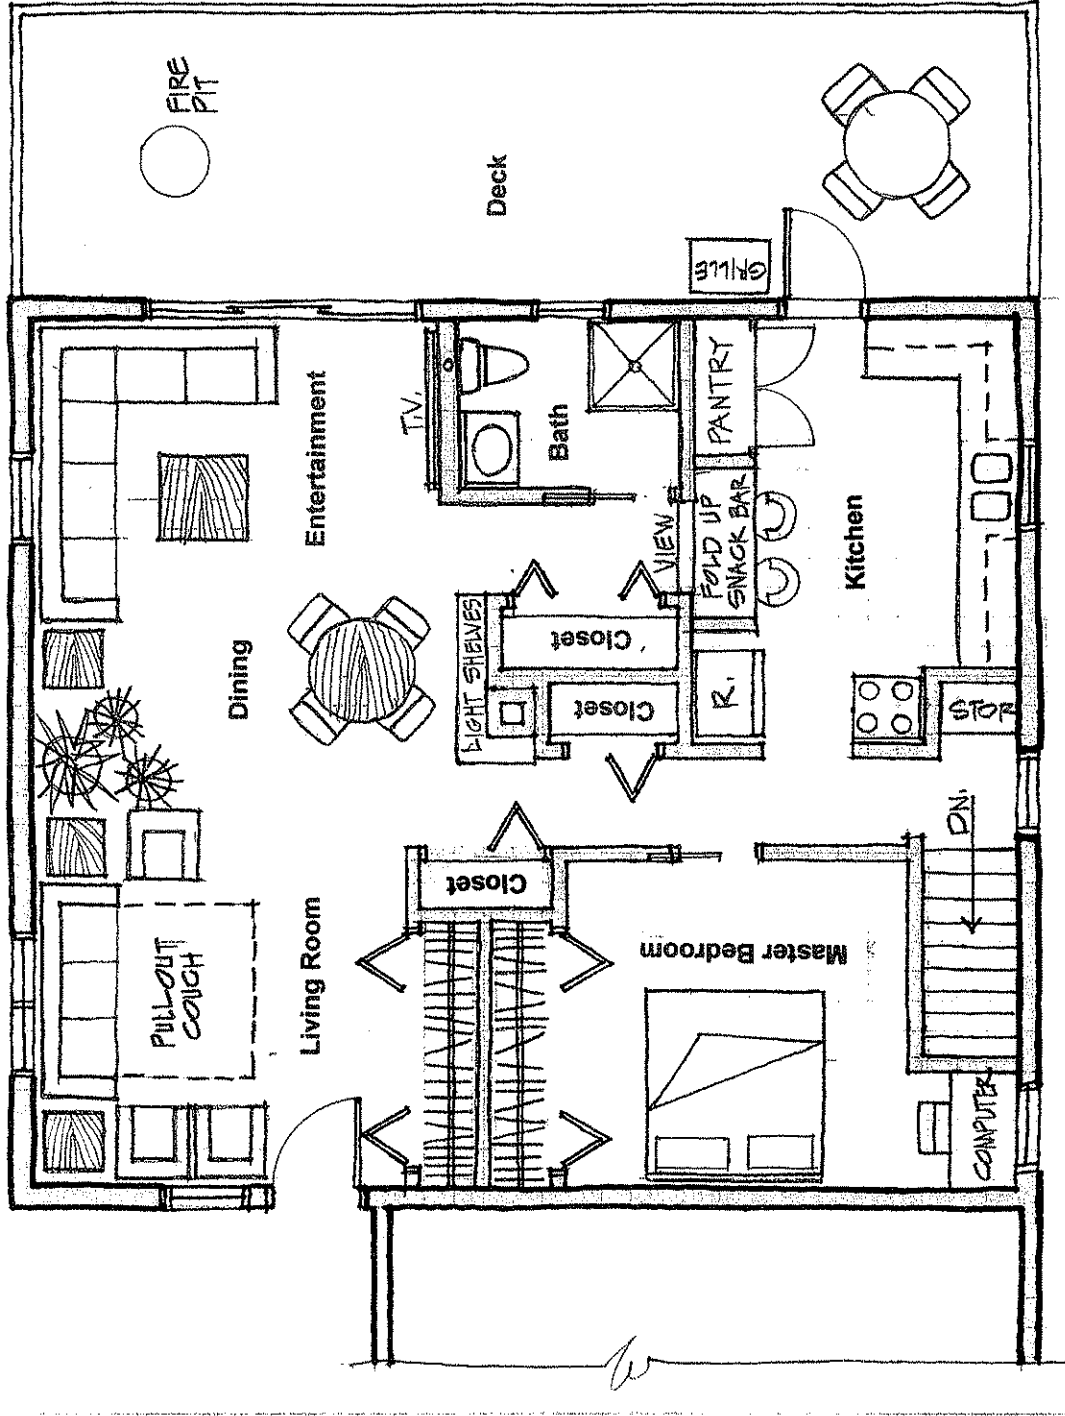 FIRE
PIT
Deck
GRILLE
Entertainment
T.V.
Bath
PANTRY
VIEW
FOLD UP
SNACK BAR
Kitchen
Dining
LIGHT SHELVES
Closet
Closet
R.
STOR
DN.
Closet
Living Room
PULLOUT
COUCH
Master Bedroom
COMPUTER